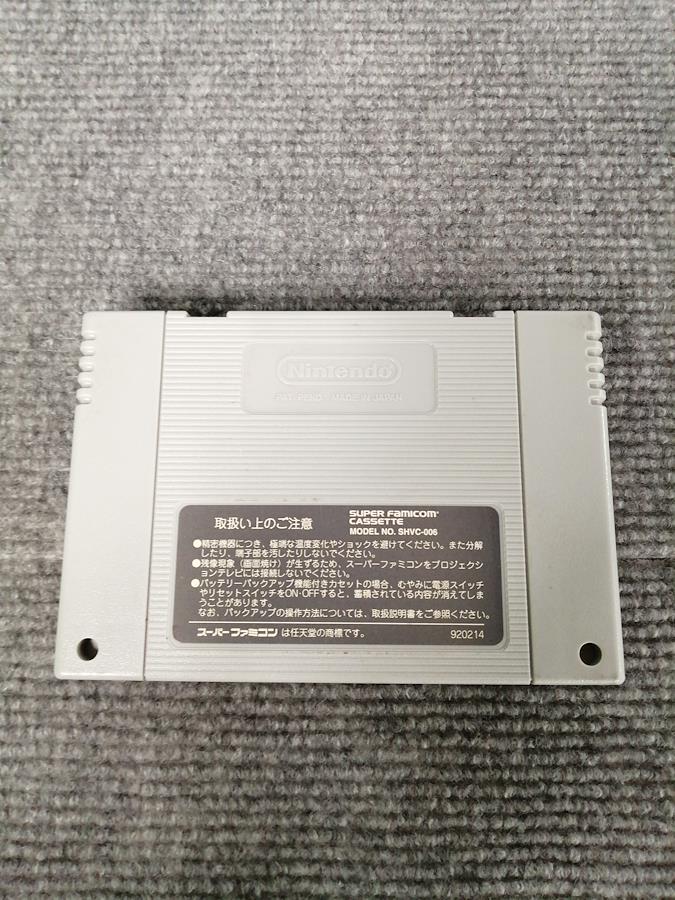 Nintendo
PAT. PEND. MADE IN JAPAN
取扱い上のご注意
SUPER FAMICOM
CASSETTE
MODEL NO. SHVC-006
●精密機器につき、極端な温度変化やショックを避けてください。また分解
したり、端子部を汚したりしないでください。
●残像現象（画面焼け）が生ずるため、スーパーファミコンをプロジェクシ
ョンテレビには接続しないでください。
●バッテリーバックアップ機能付きカセットの場合、むやみに電源スイッチ
やリセットスイッチをON・OFFすると、蓄積されている内容が消えてしま
うことがあります。
なお、バックアップの操作方法については、取扱説明書をご参照ください。
スーパーファミコン は任天堂の商標です。
920214